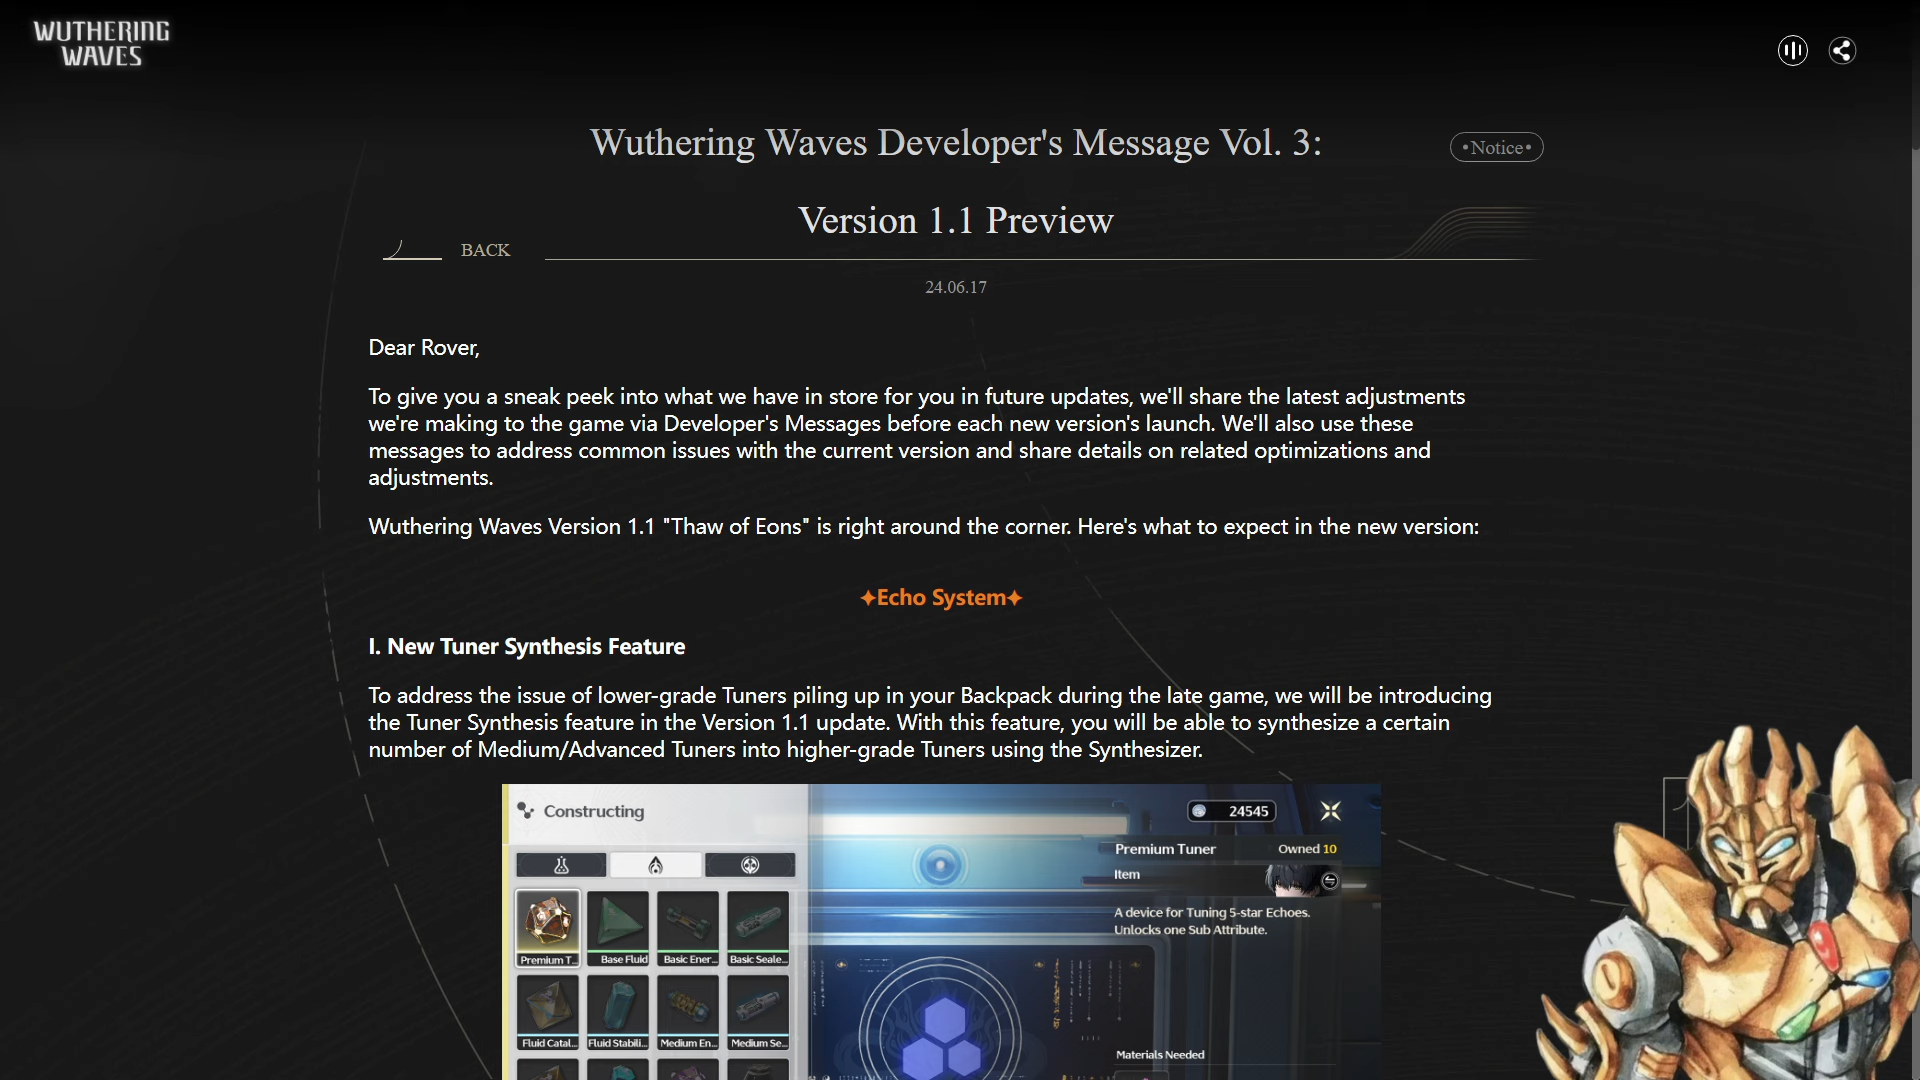 WUTHERING
WAVES
Wuthering Waves Developer's Message Vol. 3:
•Notice•
Version 1.1 Preview
BACK
24.06.17
Dear Rover,
To give you a sneak peek into what we have in store for you in future updates, we'll share the latest adjustments
we're making to the game via Developer's Messages before each new version's launch. We'll also use these
messages to address common issues with the current version and share details on related optimizations and
adjustments.
Wuthering Waves Version 1.1 "Thaw of Eons" is right around the corner. Here's what to expect in the new version:
✦Echo System✦
I. New Tuner Synthesis Feature
To address the issue of lower-grade Tuners piling up in your Backpack during the late game, we will be introducing
the Tuner Synthesis feature in the Version 1.1 update. With this feature, you will be able to synthesize a certain
number of Medium/Advanced Tuners into higher-grade Tuners using the Synthesizer.
Constructing
24545
Premium Tuner Owned 10
Item
A device for Tuning 5-star Echoes.
Unlocks one Sub Attribute.
Premium T... Base Fluid Basic Ener... Basic Seale...
Fluid Catal... Fluid Stabili... Medium En... Medium Se...
Materials Needed